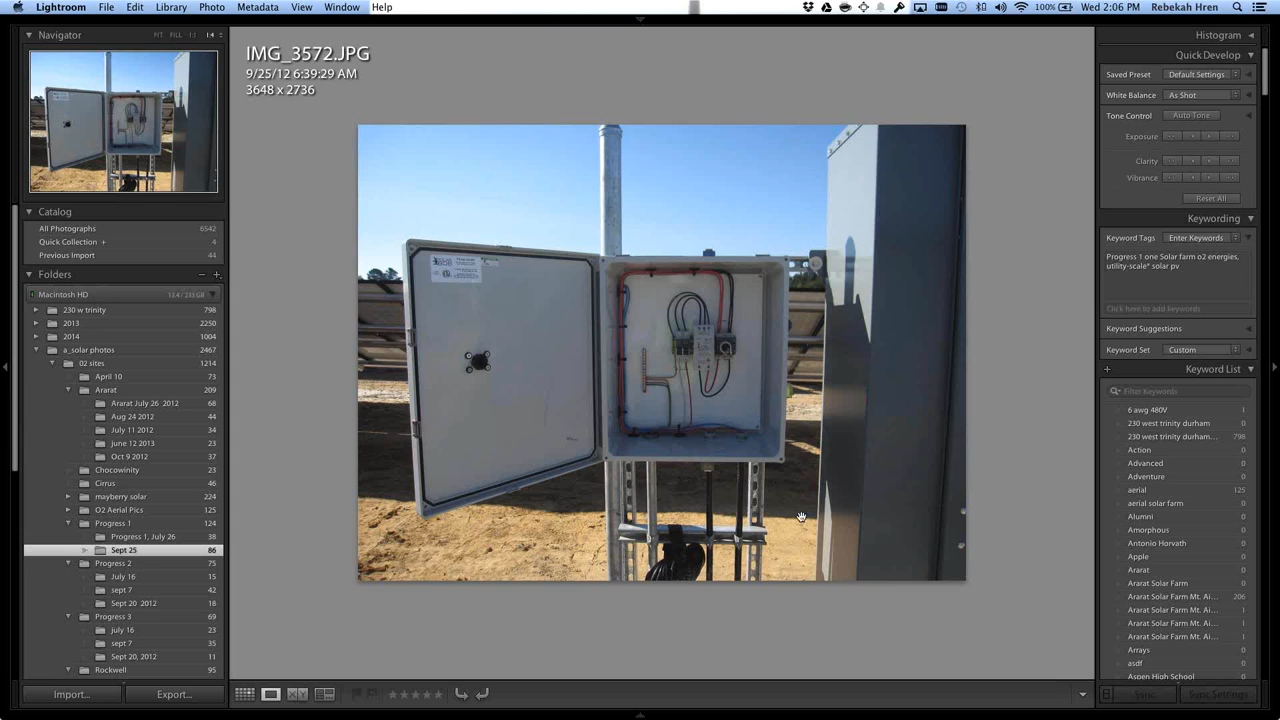 Lightroom File Edit Library Photo Metadata View Window Help
100% Wed 2:06 PM Rebekah Hren
Navigator FIT FILL 1:1
Catalog
All Photographs 6542
Quick Collection + 4
Previous Import 44
Folders
Macintosh HD 13.4 / 233 GB
230 w trinity 798
2013 2250
2014 1004
a_solar photos 2467
02 sites 1214
April 10 73
Ararat 209
Ararat July 26 2012 68
Aug 24 2012 22
July 11 2012 34
june 12 2013 43
Oct 9 2012 37
Chocowinity 23
Cirrus 46
mayberry solar 224
O2 Aerial Pics 125
Progress 1 124
Progress 1, July 26 38
Sept 25 86
Progress 2 75
July 16 15
sept 7 42
Sept 20 2012 18
Progress 3 69
july 16 23
sept 7 35
Sept 20, 2012 11
Rockwell 95
Import... Export...
IMG_3572.JPG
9/25/12 6:39:29 AM
3648 x 2736
XY
Histogram
Quick Develop
Saved Preset Default Settings
White Balance As Shot
Tone Control Auto Tone
Exposure
Clarity
Vibrance
Reset All
Keywording
Keyword Tags Enter Keywords
Progress 1 one Solar farm o2 energies,
utility-scale* solar pv
Click here to add keywords
Keyword Suggestions
Keyword Set Custom
+ Keyword List
Filter Keywords
6 awg 480V 1
230 west trinity durham 0
230 west trinity durham... 798
Action 0
Advanced 0
Adventure 0
aerial 125
aerial solar farm 0
Alumni 0
Amorphous 0
Antonio Horvath 0
Apple 0
Ararat 0
Ararat Solar Farm 0
Ararat Solar Farm Mt. Ai... 206
Ararat Solar Farm Mt. Ai... 1
Ararat Solar Farm Mt. Ai... 1
Ararat Solar Farm Mt. Ai... 1
Arrays 0
asdf 0
Aspen High School 0
Sync Sync Settings